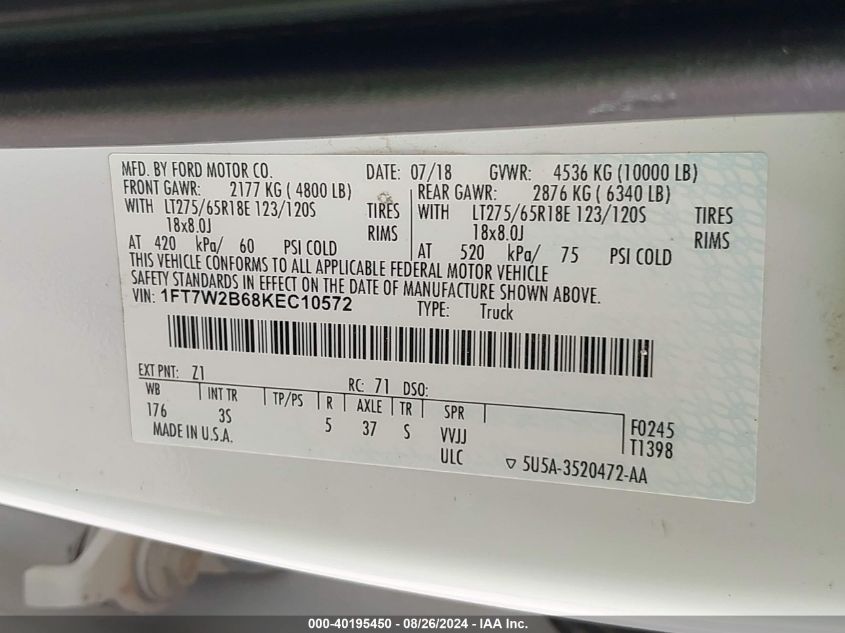 MFD. BY FORD MOTOR CO. DATE: 07/18 GVWR: 4536 KG (10000 LB)
FRONT GAWR: 2177 KG ( 4800 LB) REAR GAWR: 2876 KG ( 6340 LB)
WITH LT275/65R18E 123/120S TIRES WITH LT275/65R18E 123/120S TIRES
18x8.0J RIMS 18x8.0J RIMS
AT 420 kPa/ 60 PSI COLD AT 520 kPa/ 75 PSI COLD
THIS VEHICLE CONFORMS TO ALL APPLICABLE FEDERAL MOTOR VEHICLE
SAFETY STANDARDS IN EFFECT ON THE DATE OF MANUFACTURE SHOWN ABOVE.
VIN: 1FT7W2B68KEC10572 TYPE: Truck
EXT PNT: Z1 RC: 71 DSO:
WB INT TR TP/PS R AXLE TR SPR
176 3S 5 37 S VVJJ F0245
MADE IN U.S.A. ULC T1398
5U5A-3520472-AA
000-40195450 - 08/26/2024 - IAAI Inc.